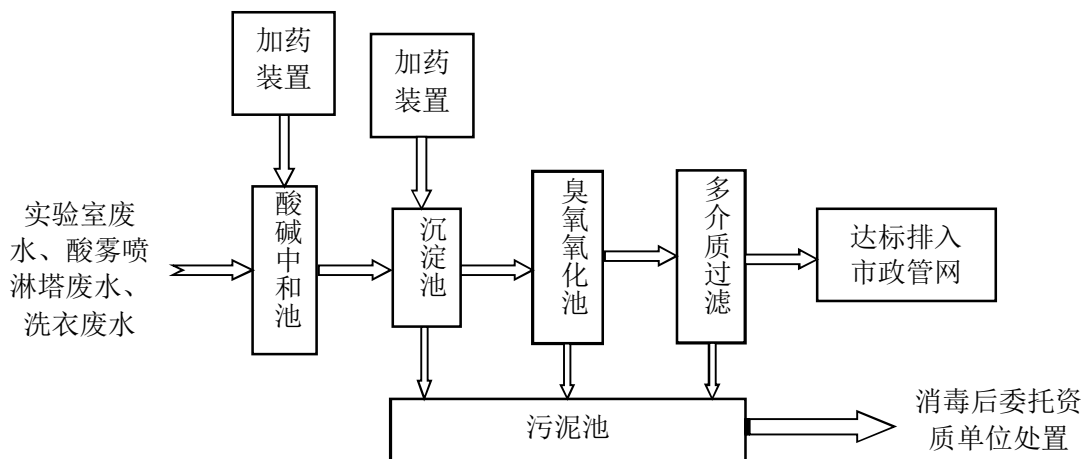 加药
装置
加药
装置
实验室废
水、酸雾喷
淋塔废水、
洗衣废水
酸碱中和池
沉淀池
臭氧氧化池
多介质过滤
达标排入
市政管网
污泥池
消毒后委托资
质单位处置